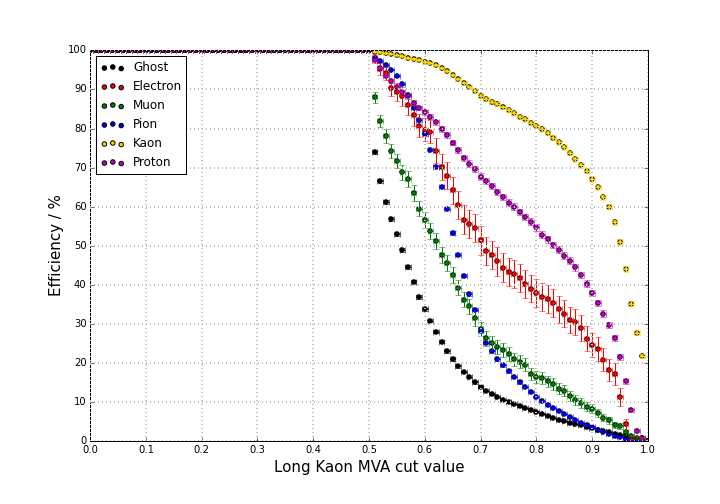 100
90
80
70
60
50
40
30
20
10
0
Efficiency / %
Ghost
Electron
Muon
Pion
Kaon
Proton
0.0 0.1 0.2 0.3 0.4 0.5 0.6 0.7 0.8 0.9 1.0
Long Kaon MVA cut value